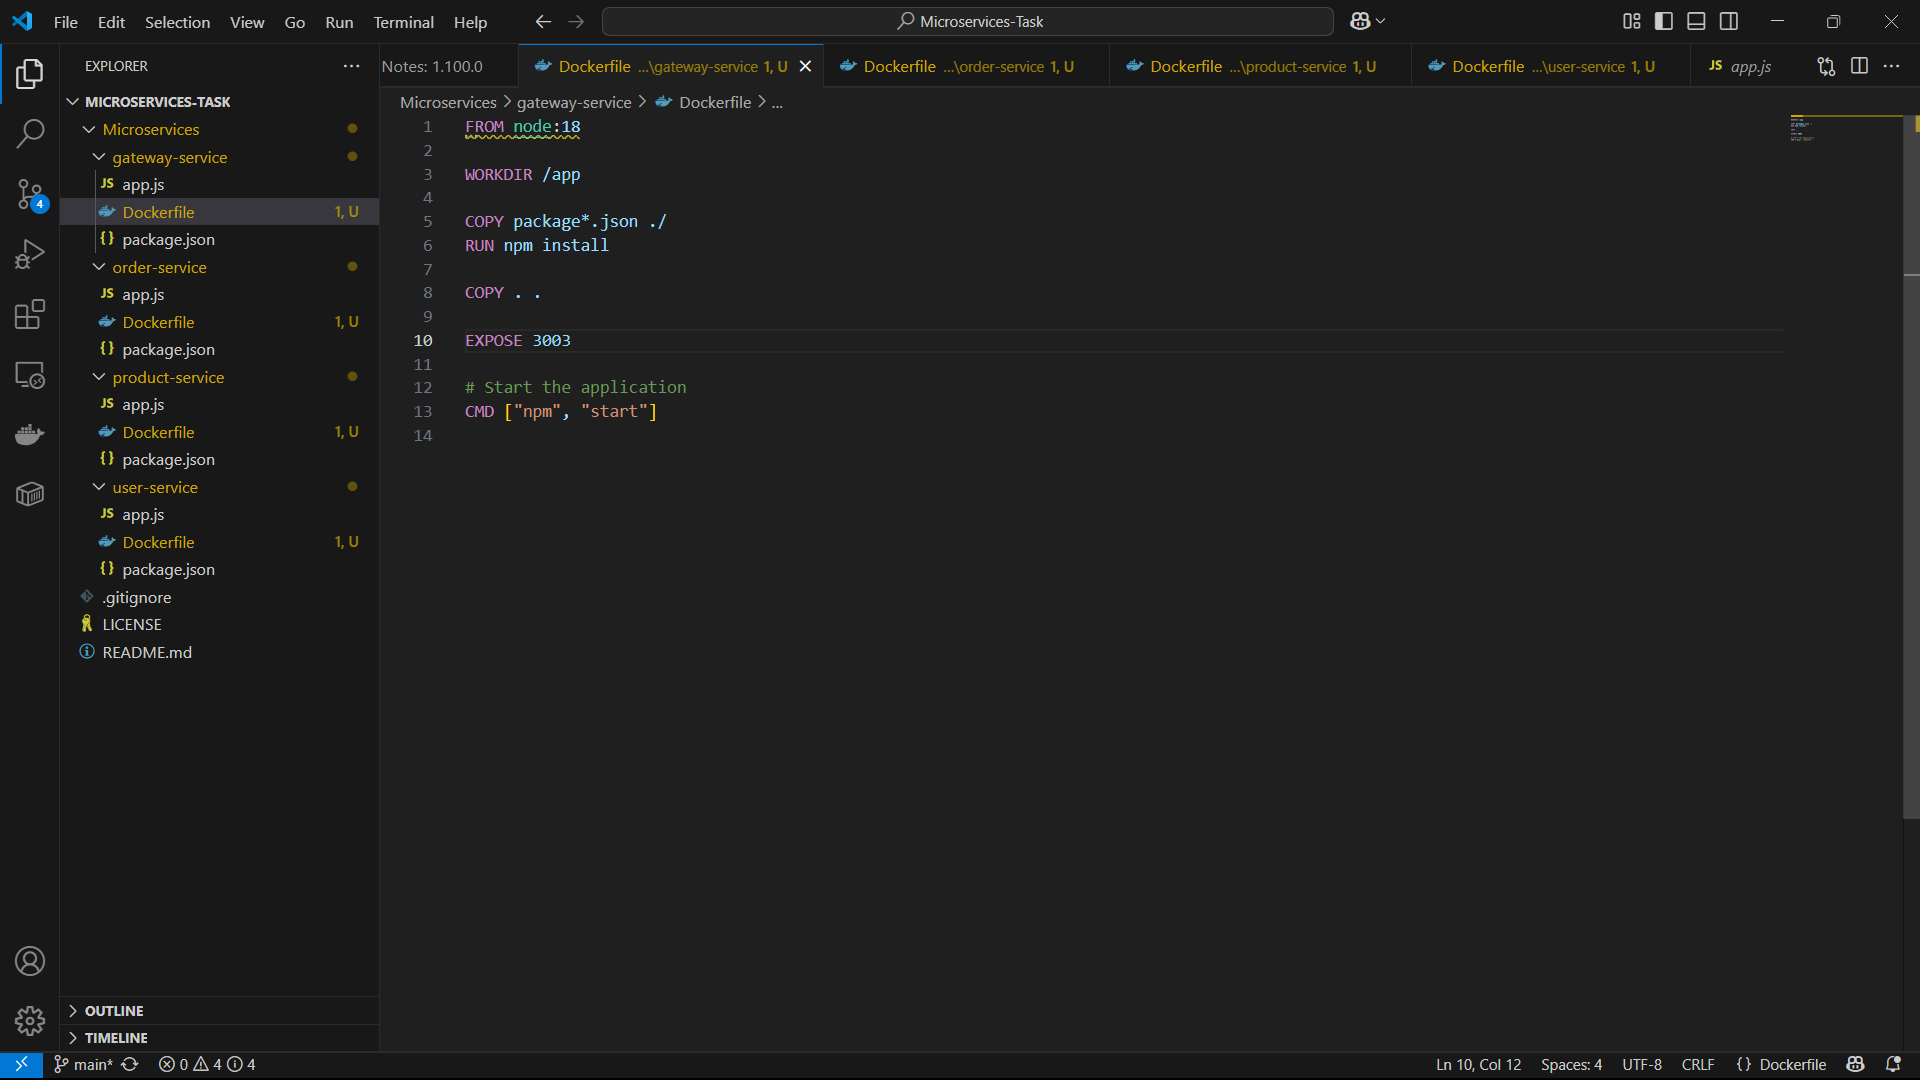 File Edit Selection View Go Run Terminal Help
Microservices-Task
EXPLORER
Notes: 1.100.0
Dockerfile ...\gateway-service 1, U
Dockerfile ...\order-service 1, U
Dockerfile ...\product-service 1, U
Dockerfile ...\user-service 1, U
JS app.js
MICROSERVICES-TASK
Microservices
gateway-service
JS app.js
Dockerfile 1, U
{} package.json
order-service
JS app.js
Dockerfile 1, U
{} package.json
product-service
JS app.js
Dockerfile 1, U
{} package.json
user-service
JS app.js
Dockerfile 1, U
{} package.json
.gitignore
LICENSE
README.md
OUTLINE
TIMELINE
4
Microservices > gateway-service > Dockerfile > ...
1 FROM node:18
2
3 WORKDIR /app
4
5 COPY package*.json ./
6 RUN npm install
7
8 COPY . .
9
10 EXPOSE 3003
11
12 # Start the application
13 CMD ["npm", "start"]
14
main* 0 4 4
Ln 10, Col 12 Spaces: 4 UTF-8 CRLF {} Dockerfile